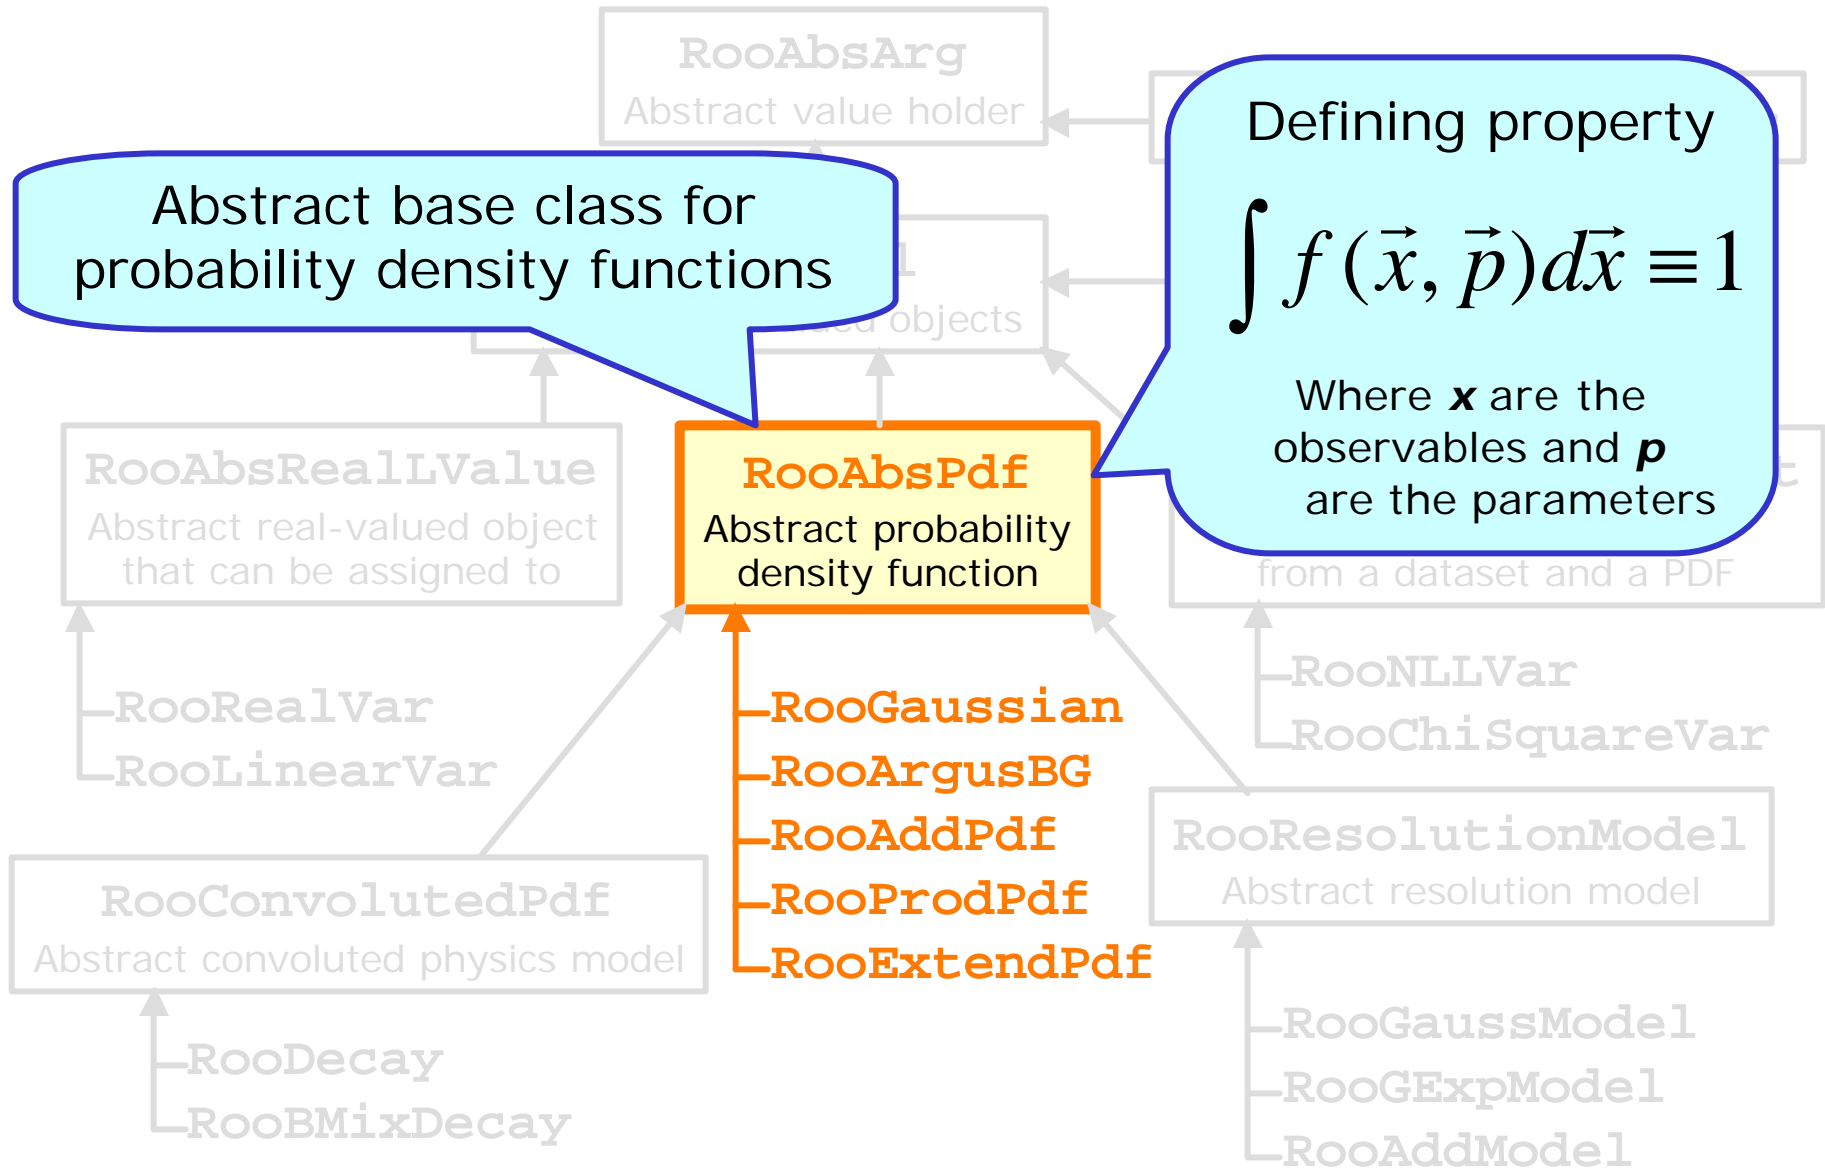 RooAbsArg
Abstract value holder
Abstract base class for
probability density functions
objects
Defining property
∫ f (x⃗, p⃗)dx⃗ ≡ 1
Where x are the
observables and p
are the parameters
RooAbsRealLValue
Abstract real-valued object
that can be assigned to
RooAbsPdf
Abstract probability
density function
from a dataset and a PDF
RooRealVar
RooLinearVar
RooGaussian
RooArgusBG
RooAddPdf
RooProdPdf
RooExtendPdf
RooNLLVar
RooChiSquareVar
RooConvolutedPdf
Abstract convoluted physics model
RooDecay
RooBMixDecay
RooResolutionModel
Abstract resolution model
RooGaussModel
RooGExpModel
RooAddModel